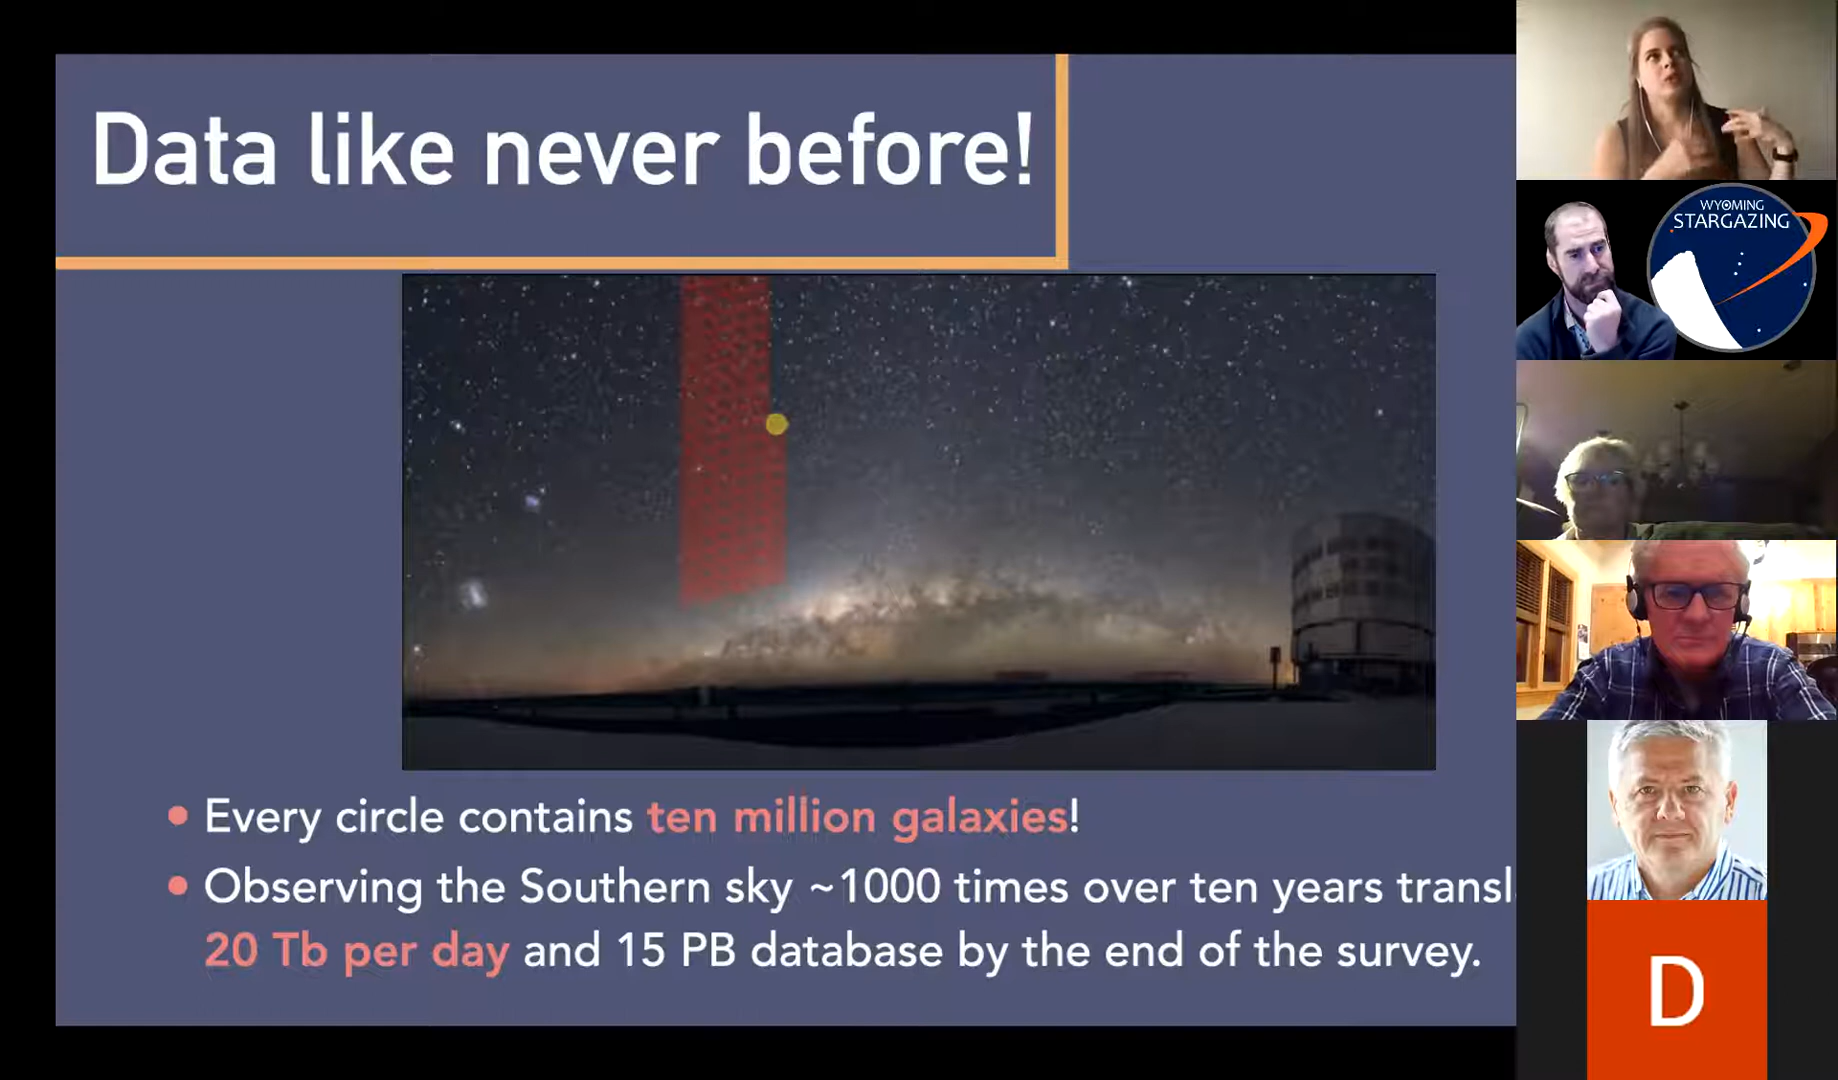 Data like never before!
WYOMING
STARGAZING
Every circle contains ten million galaxies!
Observing the Southern sky ~1000 times over ten years
20 Tb per day and 15 PB database by the end of the survey.
D